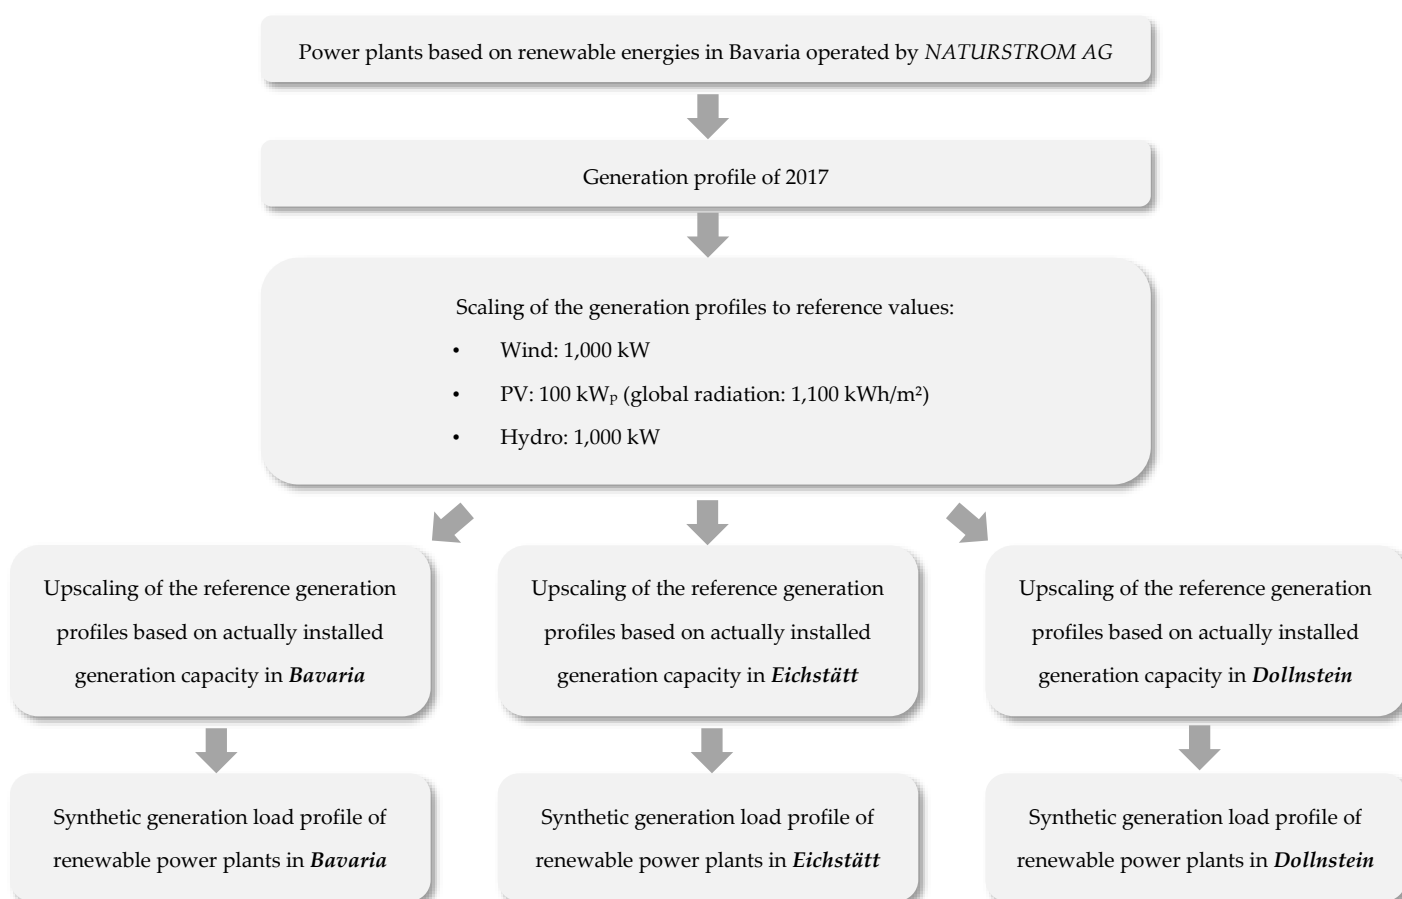 Power plants based on renewable energies in Bavaria operated by NATURSTROM AG
Generation profile of 2017
Scaling of the generation profiles to reference values:
• Wind: 1,000 kW
• PV: 100 kWₚ (global radiation: 1,100 kWh/m²)
• Hydro: 1,000 kW
Upscaling of the reference generation
profiles based on actually installed
generation capacity in Bavaria
Upscaling of the reference generation
profiles based on actually installed
generation capacity in Eichstätt
Upscaling of the reference generation
profiles based on actually installed
generation capacity in Dollnstein
Synthetic generation load profile of
renewable power plants in Bavaria
Synthetic generation load profile of
renewable power plants in Eichstätt
Synthetic generation load profile of
renewable power plants in Dollnstein